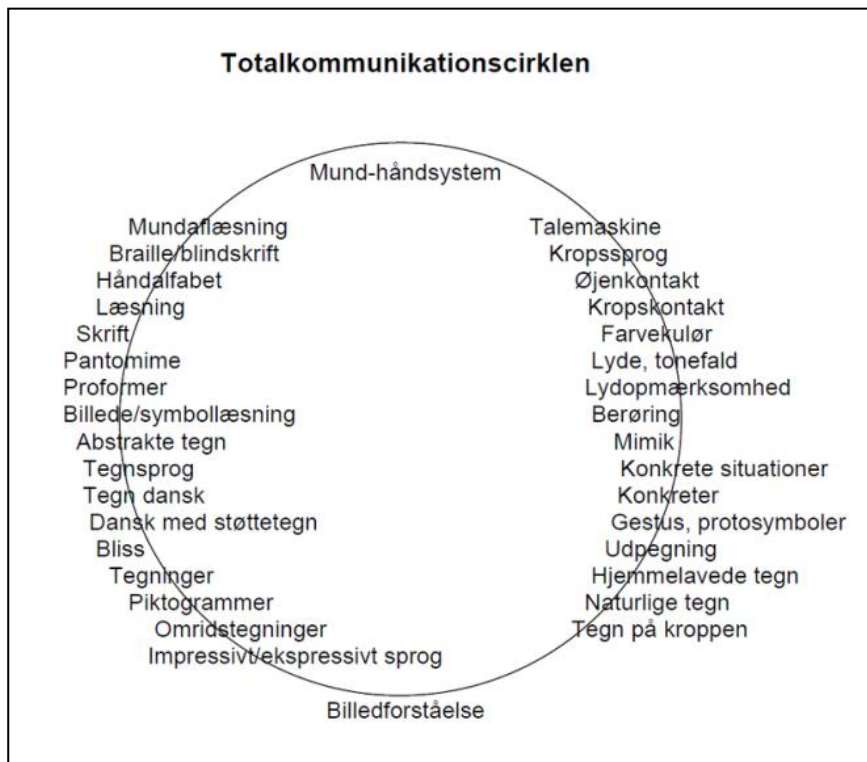 Totalkommunikationscirklen
Mund-håndsystem
Mundaflæsning
Braille/blindskrift
Håndalfabet
Læsning
Skrift
Pantomime
Proformer
Billede/symbollæsning
Abstrakte tegn
Tegnsprog
Tegn dansk
Dansk med støttetegn
Bliss
Tegninger
Piktogrammer
Omridstegninger
Impressivt/ekspressivt sprog
Talemaskine
Kropssprog
Øjenkontakt
Kropskontakt
Farvekulør
Lyde, tonefald
Lydopmærksomhed
Berøring
Mimik
Konkrete situationer
Konkreter
Gestus, protosymboler
Udpegning
Hjemmelavede tegn
Naturlige tegn
Tegn på kroppen
Billedforståelse